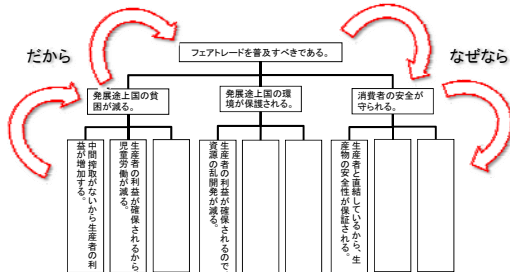 だから
フェアトレードを普及すべきである。
なぜなら
発展途上国の貧
困が減る。
発展途上国の環
境が保護される。
消費者の安全が
守られる。
中間搾取がないから生産者の利
益が増加する。
生産者の利益が確保されるから
児童労働が減る。
生産者の利益が確保されるので
資源の乱開発が減る。
生産者と直結しているから、生
産物の安全性が保証される。